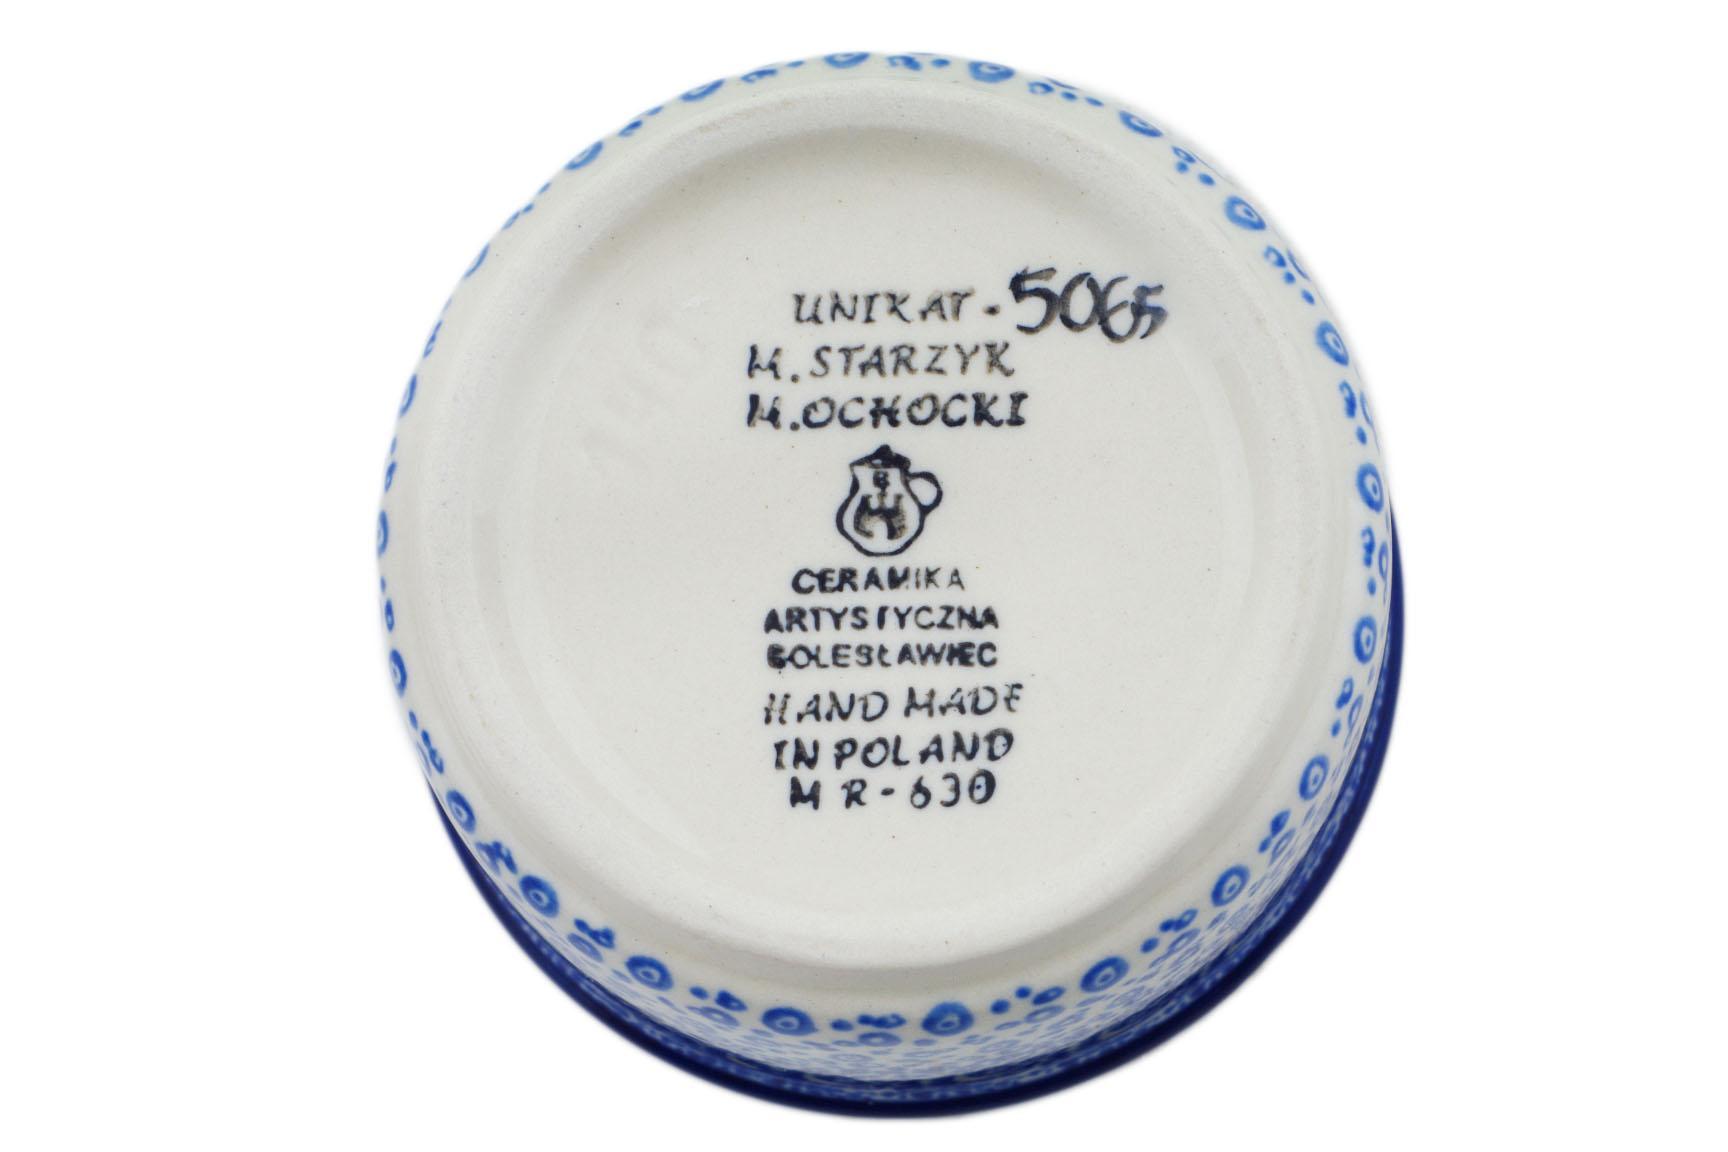 UNIKAT - 5065
M. STARZYK
M. OCHOCKI
B
CERAMIKA
ARTYSTYCZNA
BOLESŁAWIEC
HAND MADE
IN POLAND
MR-630